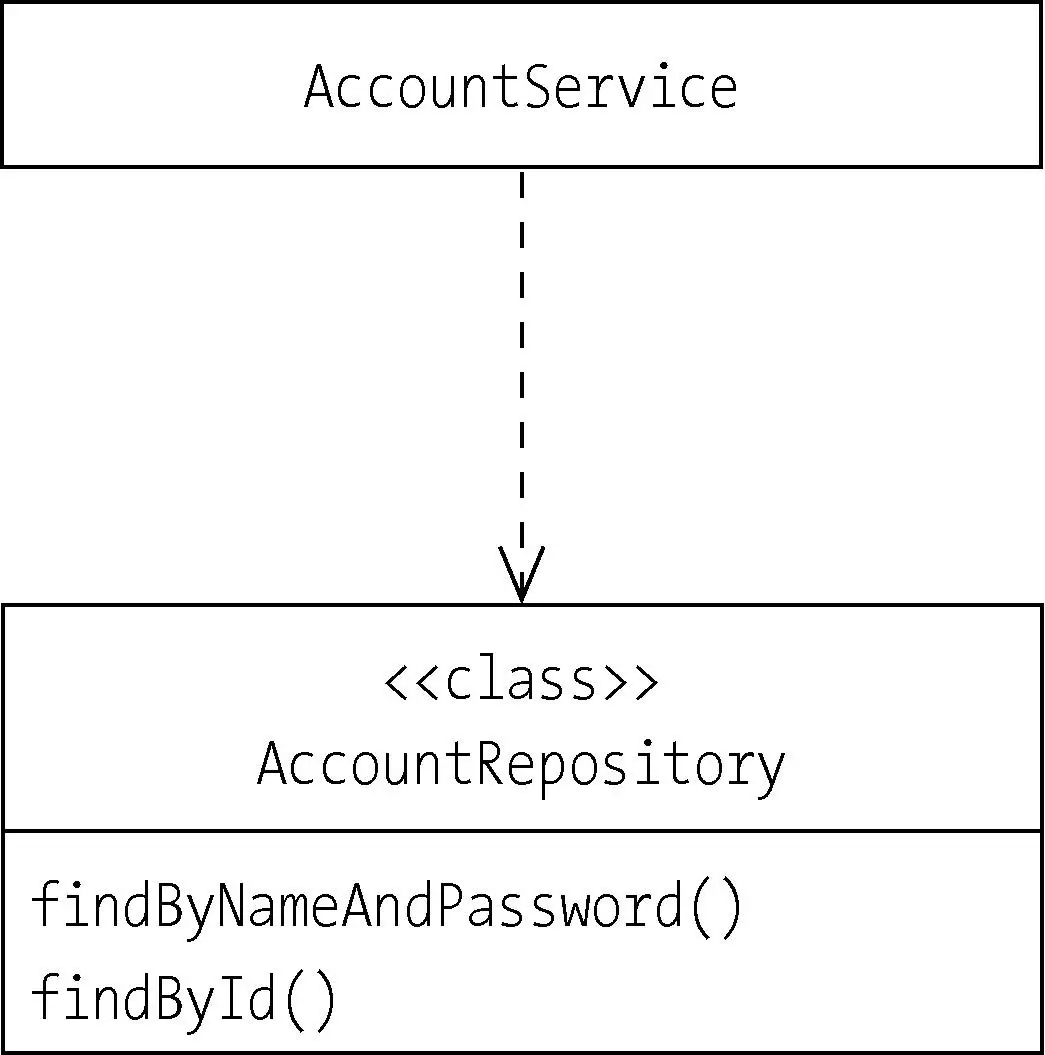 AccountService
<<class>>
AccountRepository
findByNameAndPassword()
findById()